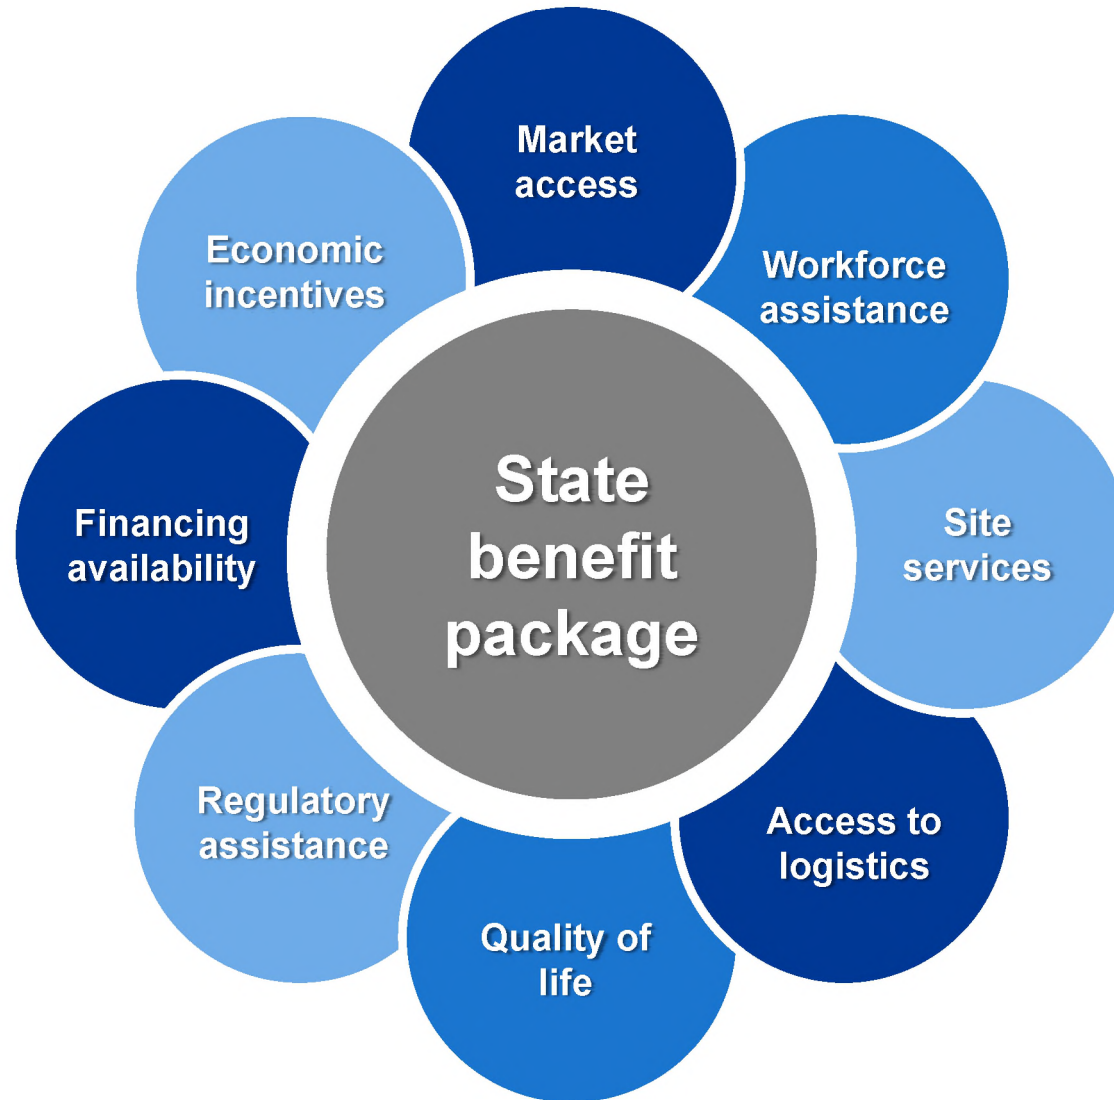 Market
access
Workforce
assistance
Site
services
Access to
logistics
Quality of
life
Regulatory
assistance
Financing
availability
Economic
incentives
State
benefit
package